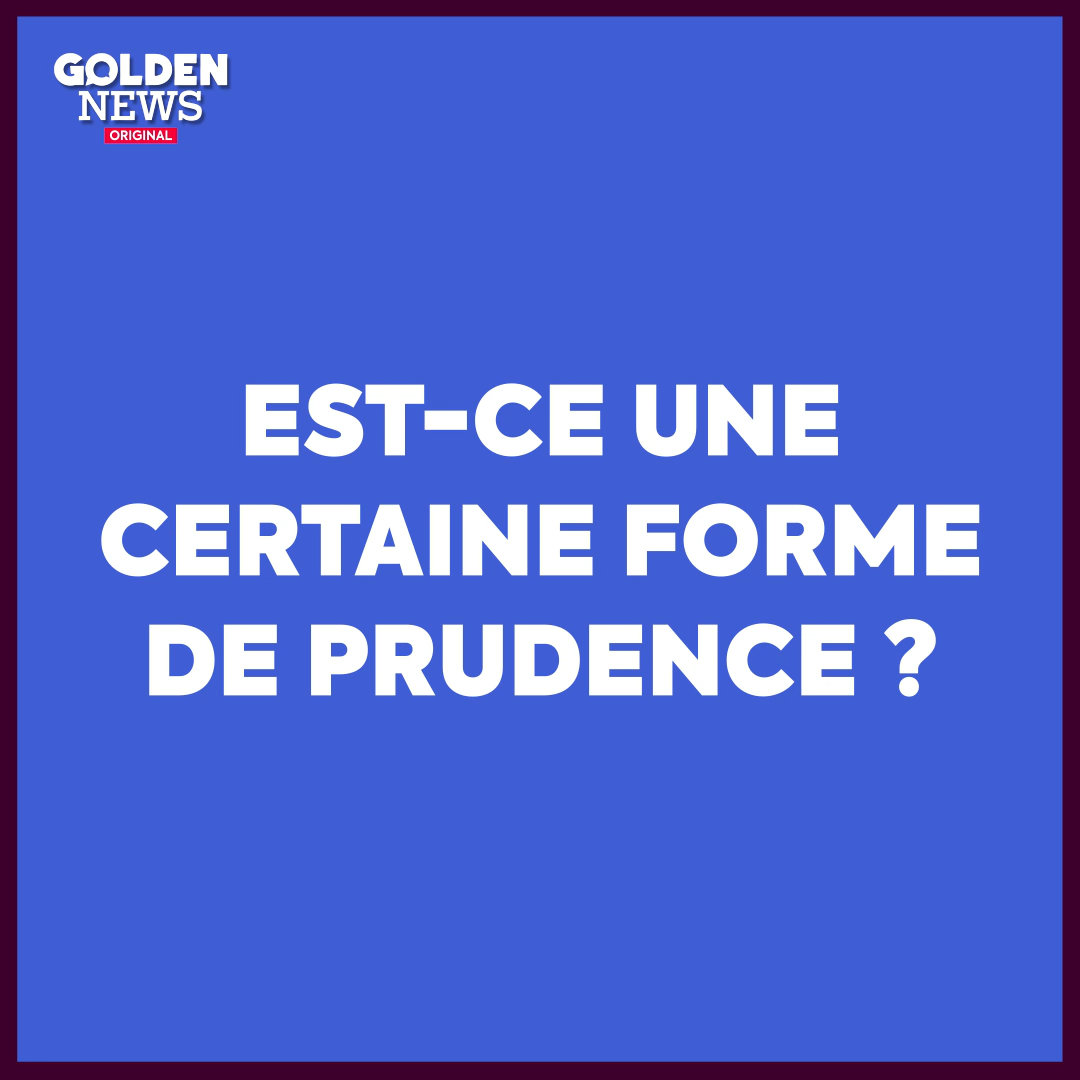 GOLDEN
NEWS
ORIGINAL
EST-CE UNE
CERTAINE FORME
DE PRUDENCE ?